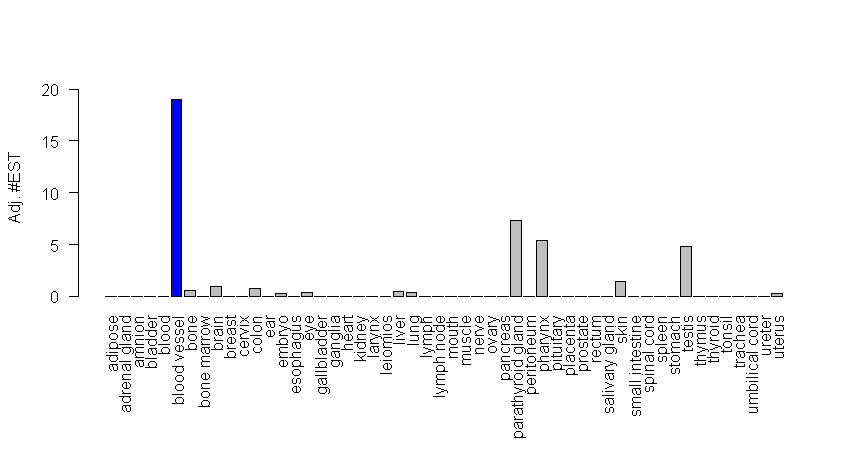 Adj. #EST
20
15
10
5
0
adipose
adrenal gland
amnion
bladder
blood
blood vessel
bone
bone marrow
brain
breast
cervix
colon
ear
embryo
esophagus
eye
gallbladder
ganglia
heart
kidney
larynx
leiomios
liver
lung
lymph
lymph node
mouth
muscle
nerve
ovary
pancreas
parathyroid gland
peritoneum
pharynx
pituitary
placenta
prostate
rectum
salivary gland
skin
small intestine
spinal cord
spleen
stomach
testis
thymus
thyroid
tonsil
trachea
umbilical cord
ureter
uterus